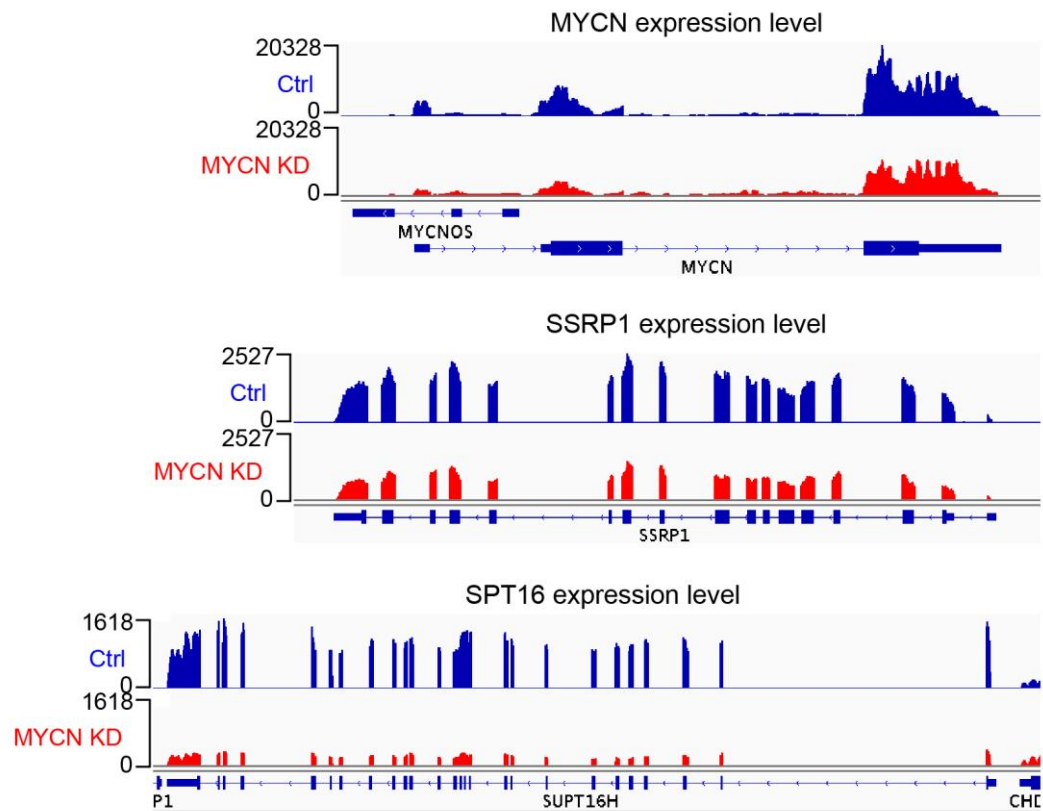 MYCN expression level
20328
Ctrl
0
20328
MYCN KD
0
MYCNOS
MYCN
SSRP1 expression level
2527
Ctrl
0
2527
MYCN KD
0
SSRP1
SPT16 expression level
1618
Ctrl
0
1618
MYCN KD
0
P1 SUPT16H CHD